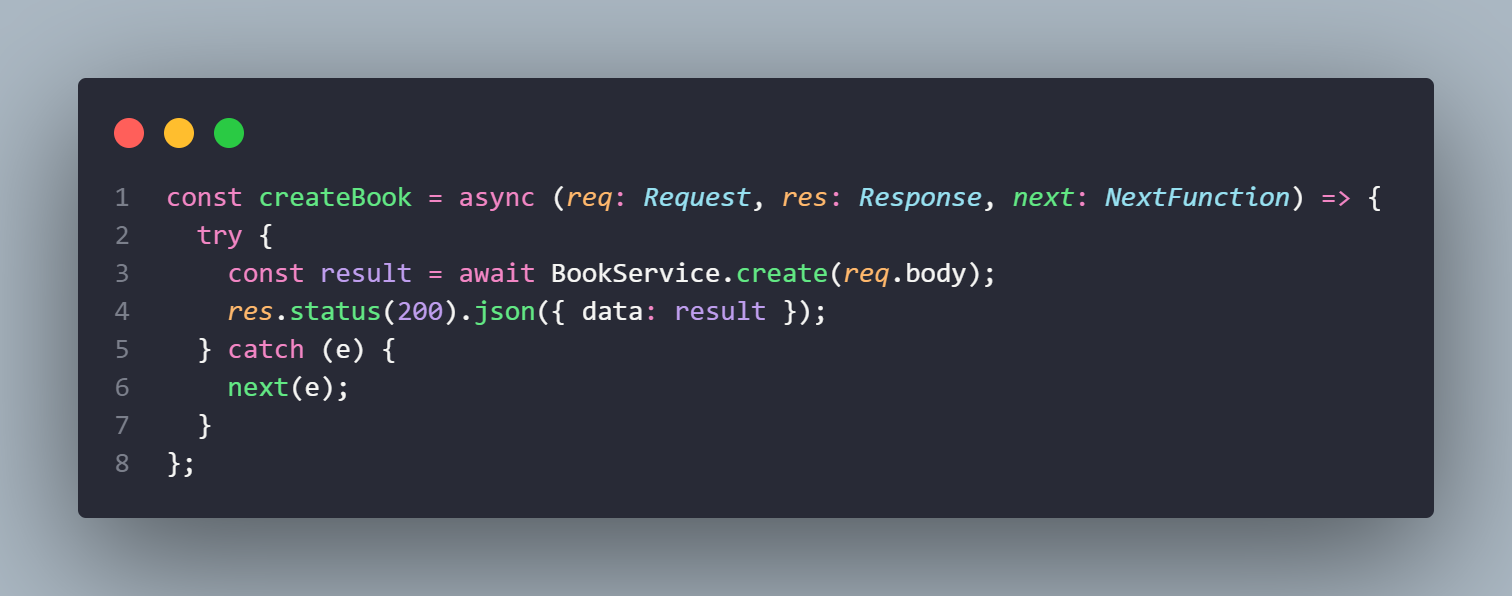 1 const createBook = async (req: Request, res: Response, next: NextFunction) => {
2   try {
3     const result = await BookService.create(req.body);
4     res.status(200).json({ data: result });
5   } catch (e) {
6     next(e);
7   }
8 };